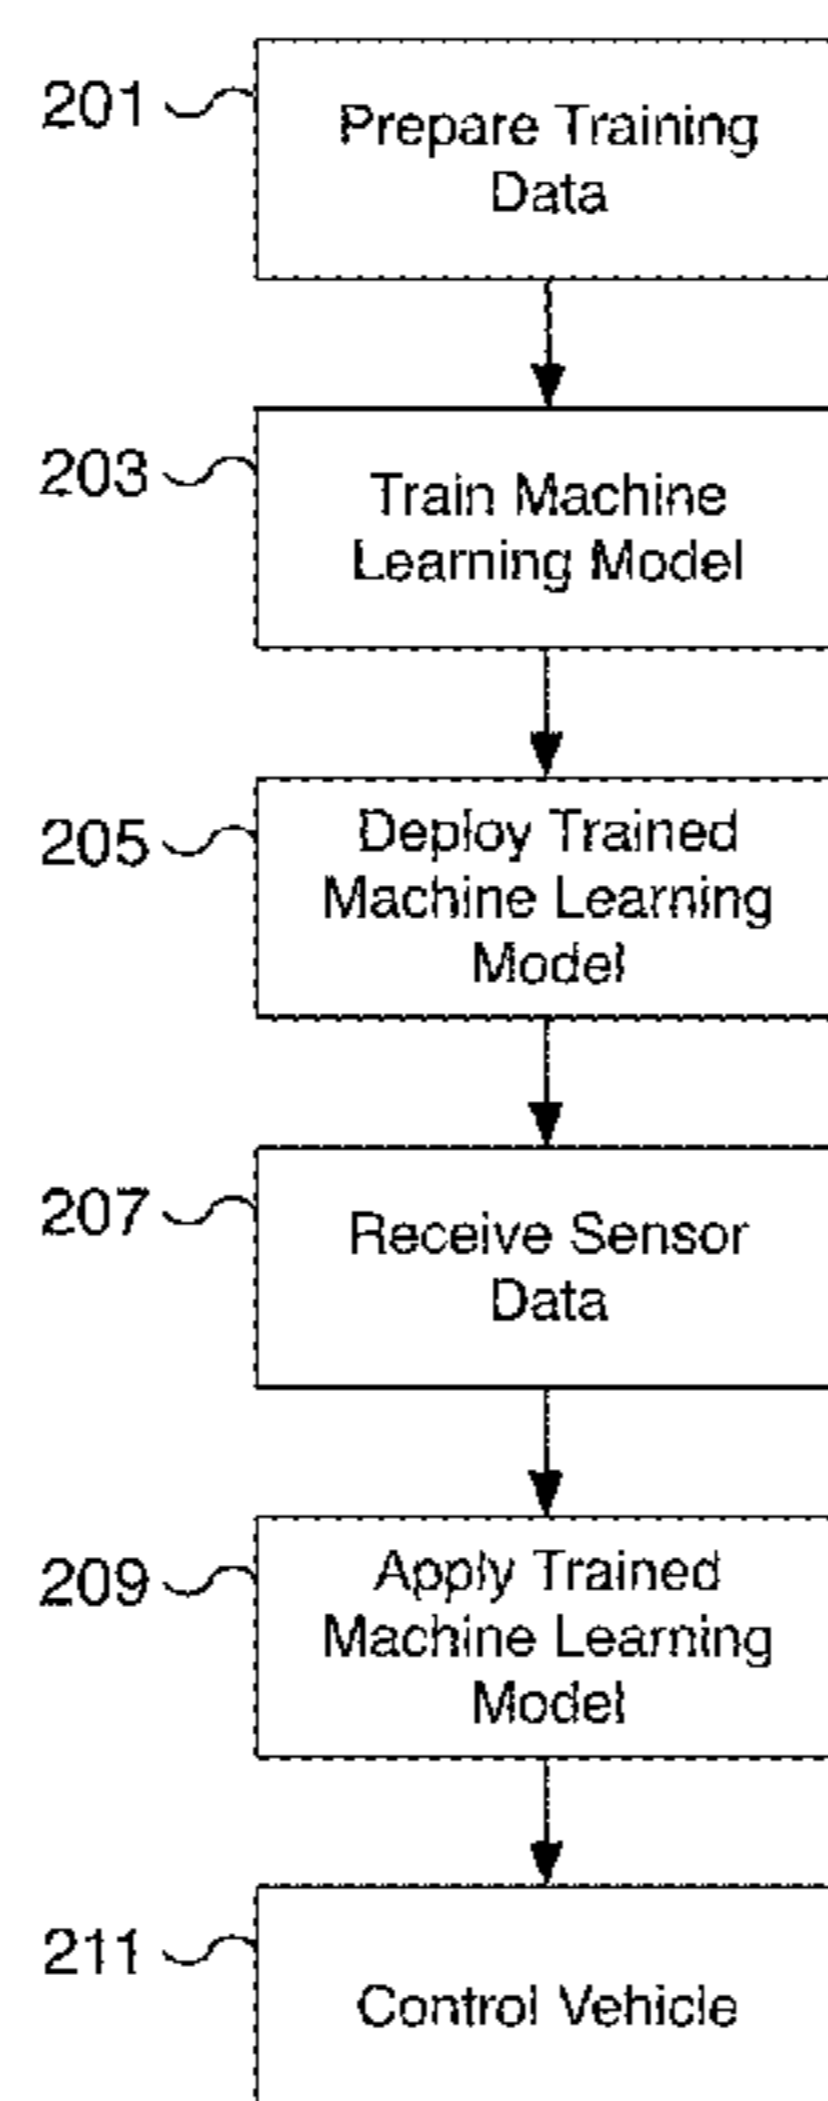 201
Prepare Training
Data
203
Train Machine
Learning Model
205
Deploy Trained
Machine Learning
Model
207
Receive Sensor
Data
209
Apply Trained
Machine Learning
Model
211
Control Vehicle